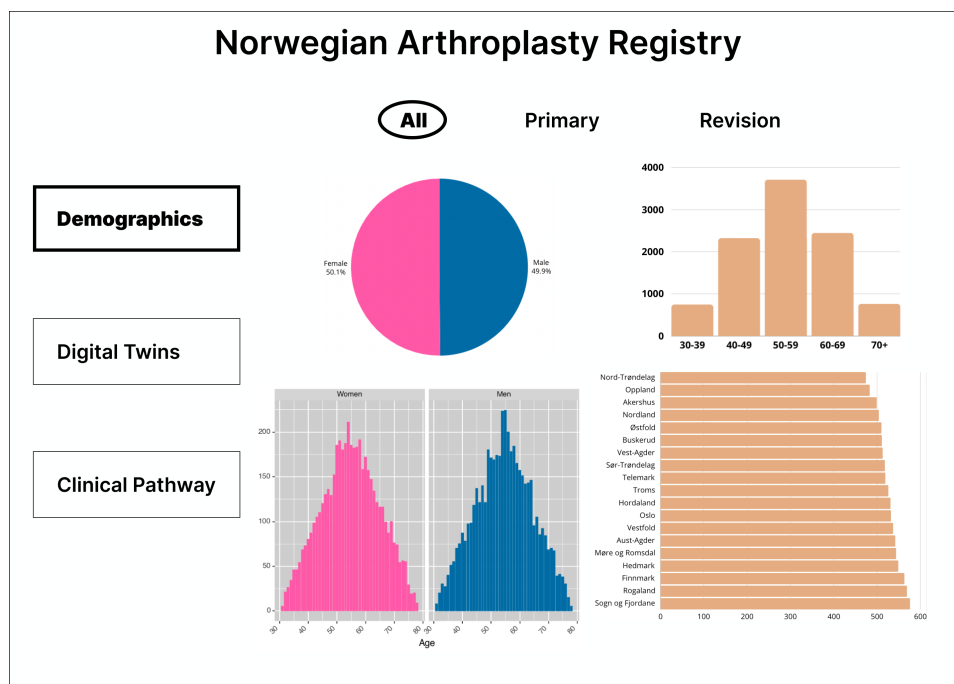 Norwegian Arthroplasty Registry
All Primary Revision
Demographics
Digital Twins
Clinical Pathway
Female
50.1%
Male
49.9%
4000
3000
2000
1000
0
30-39 40-49 50-59 60-69 70+
Women Men
200
150
100
50
0
30 40 50 60 70 80 30 40 50 60 70 80
Age
Nord-Trøndelag
Oppland
Akershus
Nordland
Østfold
Buskerud
Vest-Agder
Sør-Trøndelag
Telemark
Troms
Hordaland
Oslo
Vestfold
Aust-Agder
Møre og Romsdal
Hedmark
Finnmark
Rogaland
Sogn og Fjordane
0 100 200 300 400 500 600